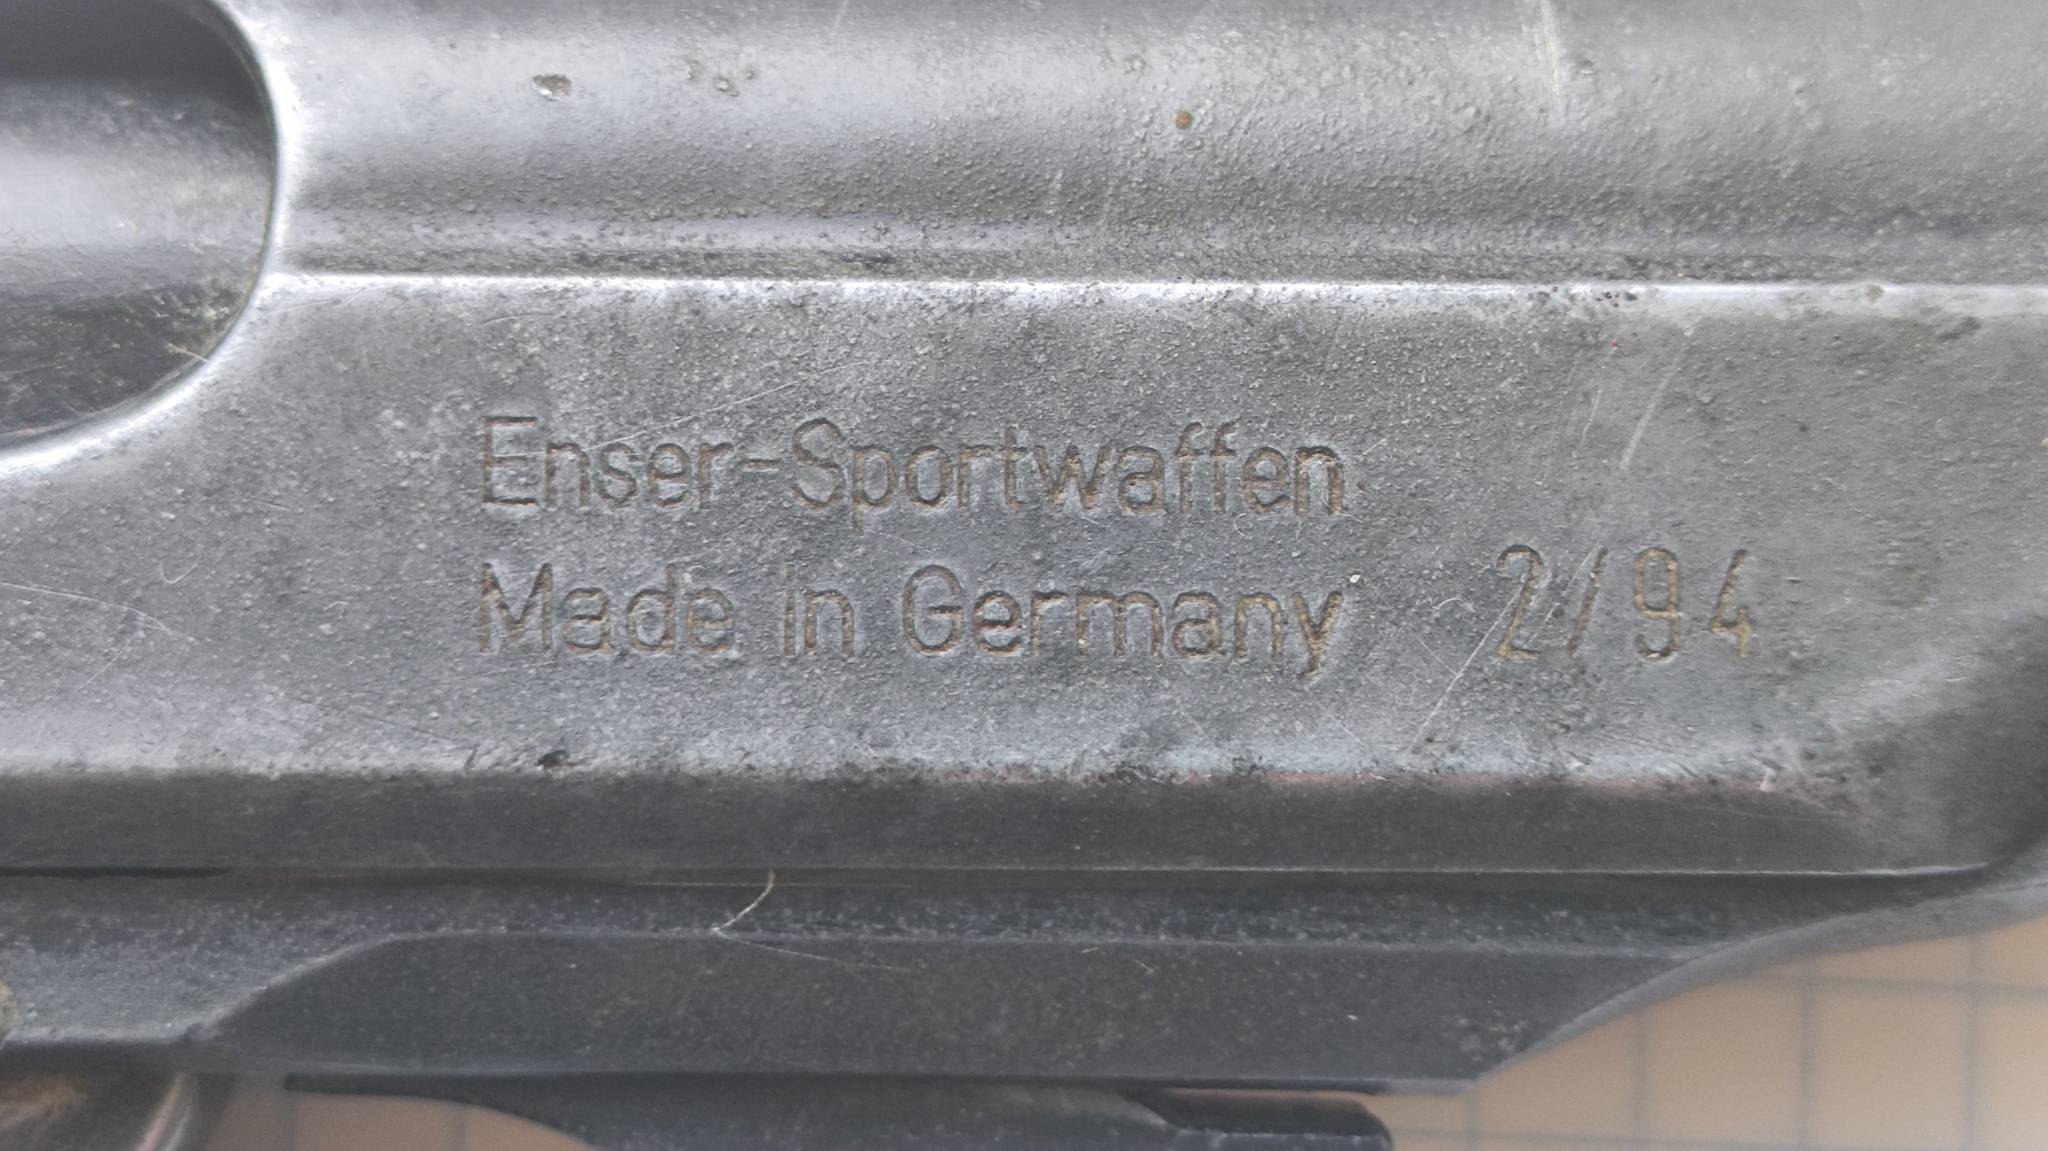 Enser-Sportwaffen
Made in Germany 2/94